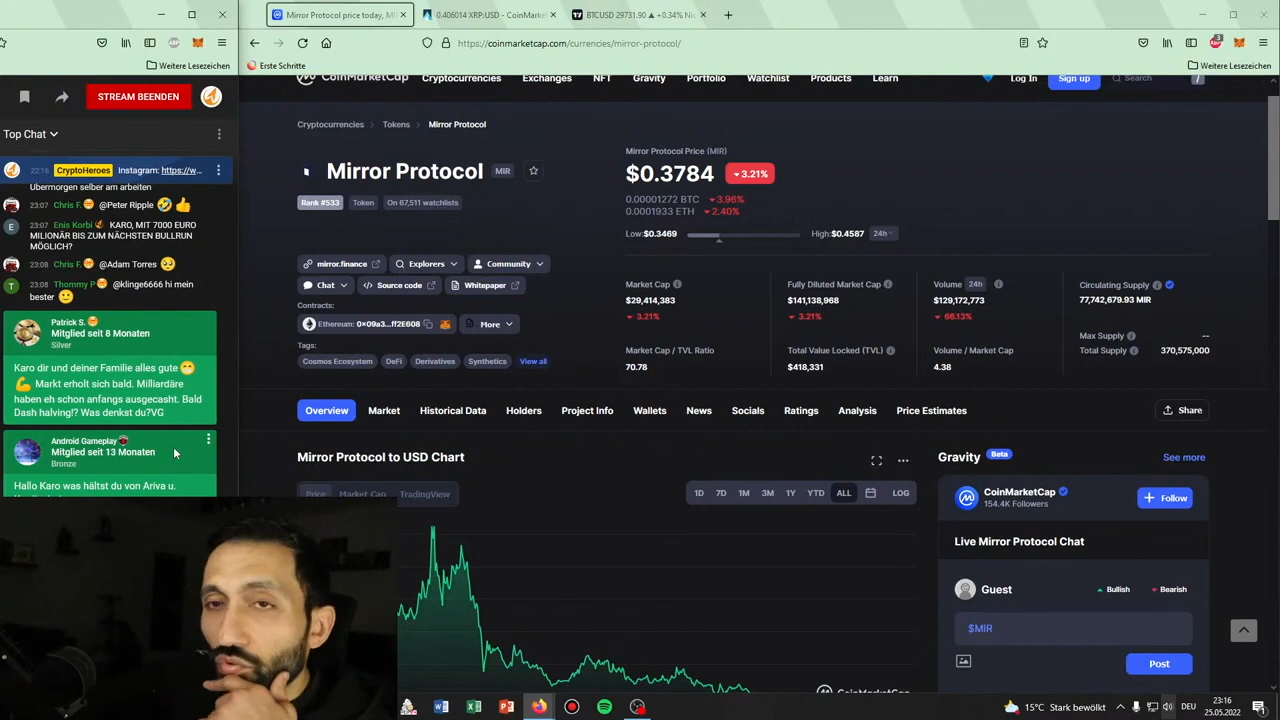 Mirror Protocol price today, MI
0.406014 XRP:USD - CoinMarketC
BTCUSD 29731.90 ▲ +0.34% Ni
https://coinmarketcap.com/currencies/mirror-protocol/
Weitere Lesezeichen
Erste Schritte
Weitere Lesezeichen
STREAM BEENDEN
Top Chat
22:16 CryptoHeroes Instagram: https://w...
Übermorgen selber am arbeiten
23:07 Chris F. @Peter Ripple
23:07 Enis Korbi KARO, MIT 7000 EURO
MILIONÄR BIS ZUM NÄCHSTEN BULLRUN
MÖGLICH?
23:08 Chris F. @Adam Torres
23:08 Thommy P @klinge6666 hi mein
bester
Patrick S.
Mitglied seit 8 Monaten
Silver
Karo dir und deiner Familie alles gute
Markt erholt sich bald. Milliardäre
haben eh schon anfangs ausgecasht. Bald
Dash halving!? Was denkst du?VG
Android Gameplay
Mitglied seit 13 Monaten
Bronze
Hallo Karo was hältst du von Ariva u.
CoinMarketCap
Cryptocurrencies Exchanges NFT Gravity Portfolio Watchlist Products Learn
Log In Sign up Search /
Cryptocurrencies Tokens Mirror Protocol
Mirror Protocol MIR
Rank #533 Token On 67,511 watchlists
mirror.finance Explorers Community
Chat Source code Whitepaper
Contracts:
Ethereum: 0x09a3...ff2E608 More
Tags:
Cosmos Ecosystem DeFi Derivatives Synthetics View all
Mirror Protocol Price (MIR)
$0.3784 3.21%
0.00001272 BTC 3.96%
0.0001933 ETH 2.40%
Low: $0.3469 High: $0.4587 24h
Market Cap
$29,414,383
3.21%
Fully Diluted Market Cap
$141,138,968
3.21%
Volume 24h
$129,172,773
66.13%
Circulating Supply
77,742,679.93 MIR
Max Supply --
Total Supply 370,575,000
Market Cap / TVL Ratio
70.78
Total Value Locked (TVL)
$418,331
Volume / Market Cap
4.38
Overview Market Historical Data Holders Project Info Wallets News Socials Ratings Analysis Price Estimates Share
Mirror Protocol to USD Chart
Price Market Cap TradingView
1D 7D 1M 3M 1Y YTD ALL LOG
CoinMarketCap
Gravity Beta See more
CoinMarketCap
154.4K Followers
Follow
Live Mirror Protocol Chat
Guest Bullish Bearish
$MIR
Post
15°C Stark bewölkt
DEU
23:16
25.05.2022